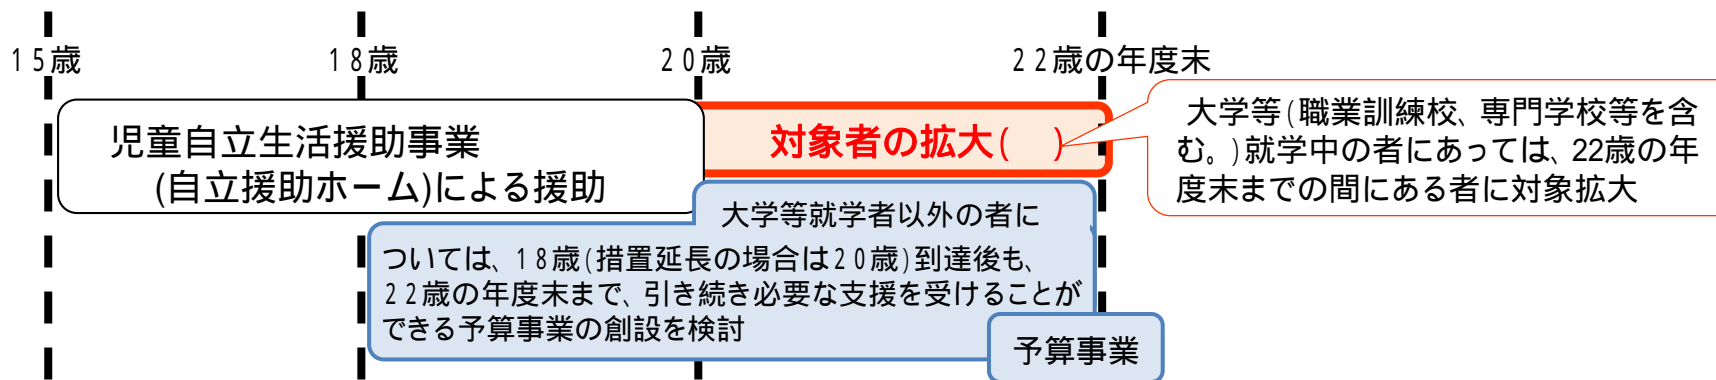 15歳
18歳
20歳
22歳の年度末
児童自立生活援助事業
(自立援助ホーム)による援助
対象者の拡大(　)
大学等(職業訓練校、専門学校等を含
む。)就学中の者にあっては、22歳の年
度末までの間にある者に対象拡大
大学等就学者以外の者に
ついては、18歳(措置延長の場合は20歳)到達後も、
22歳の年度末まで、引き続き必要な支援を受けることが
できる予算事業の創設を検討
予算事業